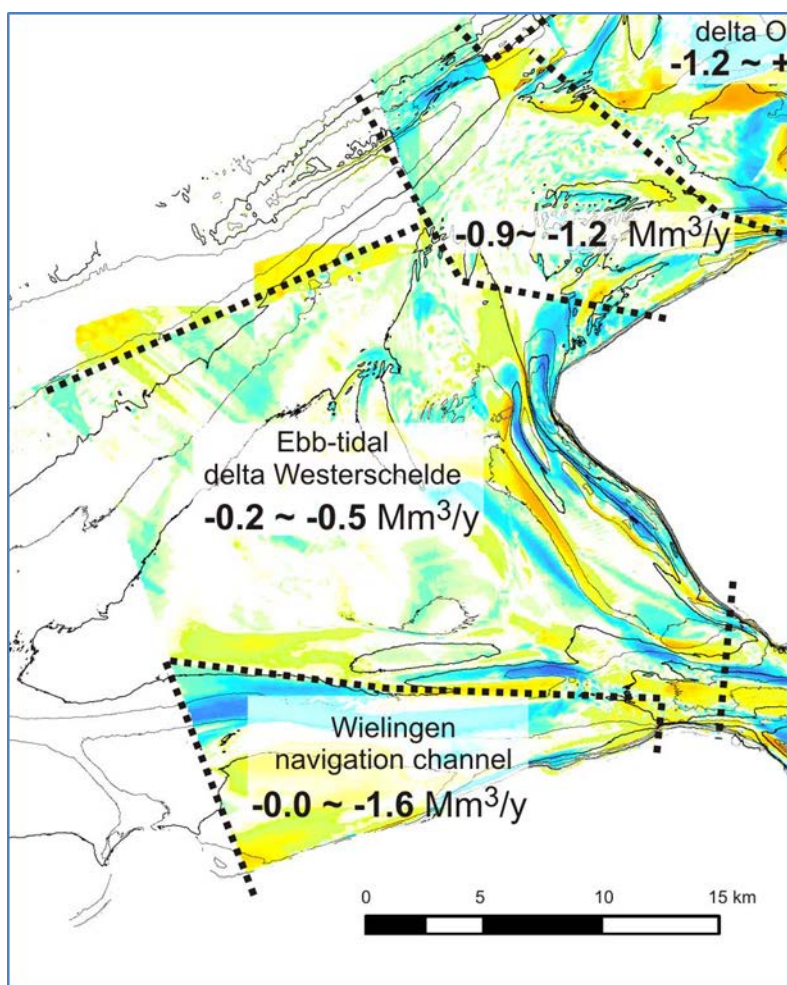 delta O
-1.2 ~ +
-0.9~ -1.2 Mm³/y
Ebb-tidal
delta Westerschelde
-0.2 ~ -0.5 Mm³/y
Wielingen
navigation channel
-0.0 ~ -1.6 Mm³/y
0 5 10 15 km